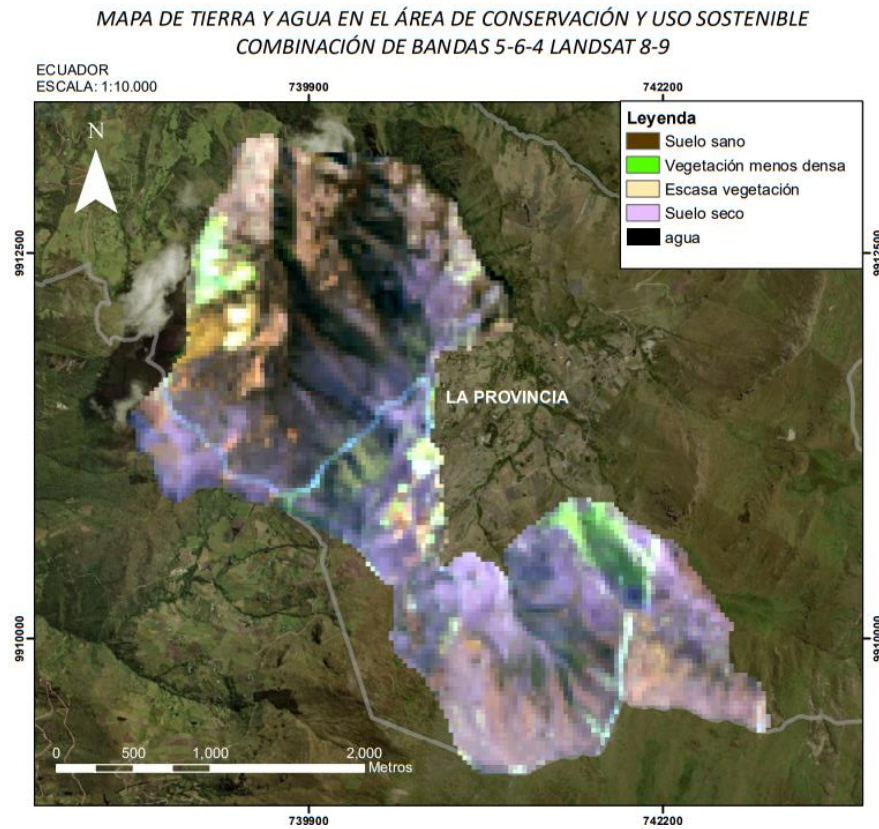 MAPA DE TIERRA Y AGUA EN EL ÁREA DE CONSERVACIÓN Y USO SOSTENIBLE
COMBINACIÓN DE BANDAS 5-6-4 LANDSAT 8-9
ECUADOR
ESCALA: 1:10.000
739900
742200
N
Leyenda
Suelo sano
Vegetación menos densa
Escasa vegetación
Suelo seco
agua
9912500
9912500
LA PROVINCIA
9910000
9910000
0 500 1,000 2,000
Metros
739900
742200